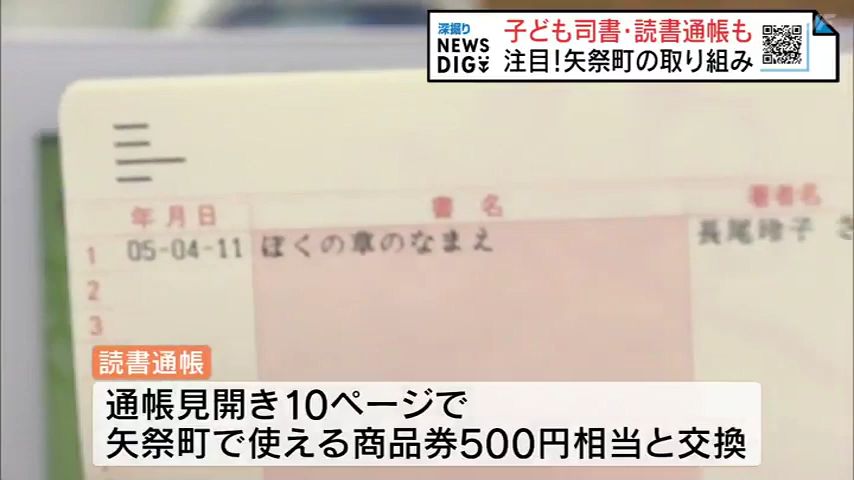 深掘り
NEWS
DIG
子ども司書・読書通帳も
注目!矢祭町の取り組み
年月日 書名 著者名
1 05-04-11 ぼくの草のなまえ 長尾玲子 さ
2
3
読書通帳
通帳見開き10ページで
矢祭町で使える商品券500円相当と交換